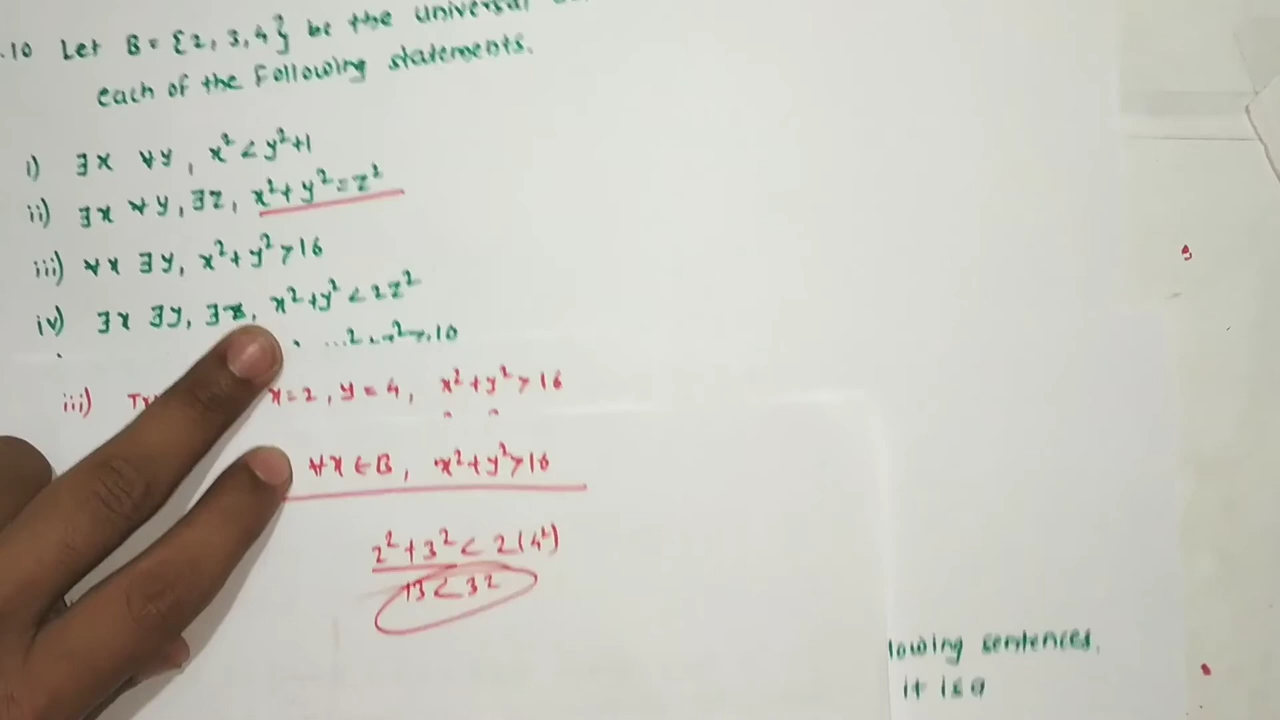 .10 Let B = {2, 3, 4} be the universal
each of the Following statements.
i) ∃x ∀y, x² < y²+1
ii) ∃x ∀y, ∃z, x²+y²=z²
iii) ∀x ∃y, x²+y²>16
iv) ∃x ∃y, ∃z, x²+y² < 2z²
iii) x=2, y=4, x²+y²>16
∀x ∈ B, x²+y²>16
2²+3² < 2(4²)
13 < 32
lowing sentences.
it is a